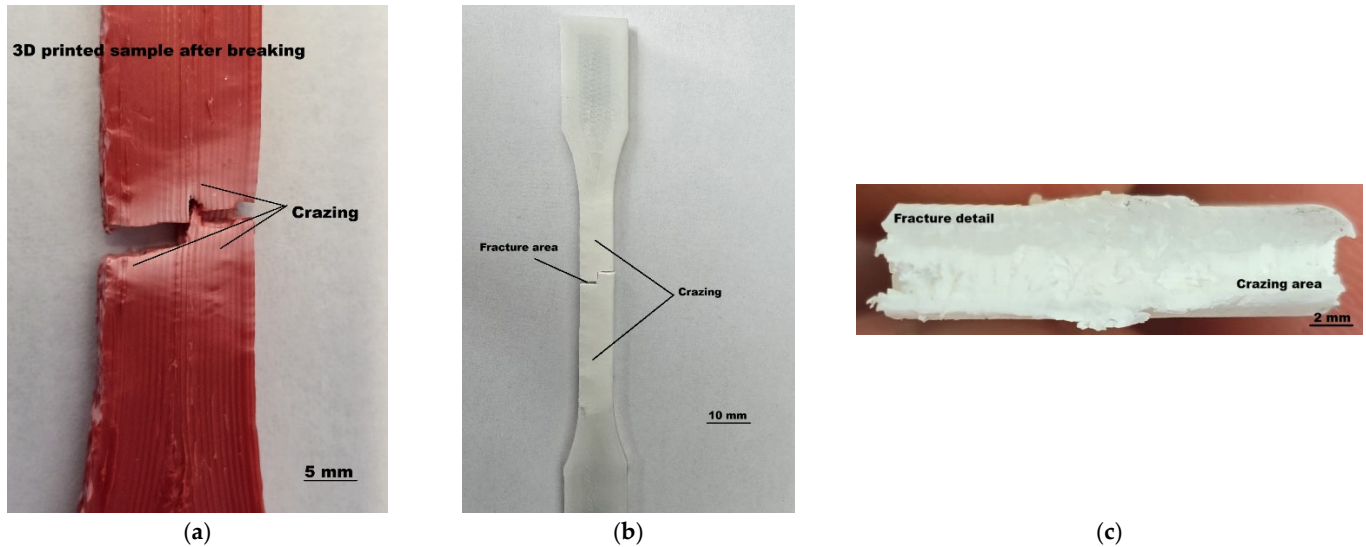 3D printed sample after breaking
Crazing
5 mm
(a)
Fracture area
Crazing
10 mm
(b)
Fracture detail
Crazing area
2 mm
(c)